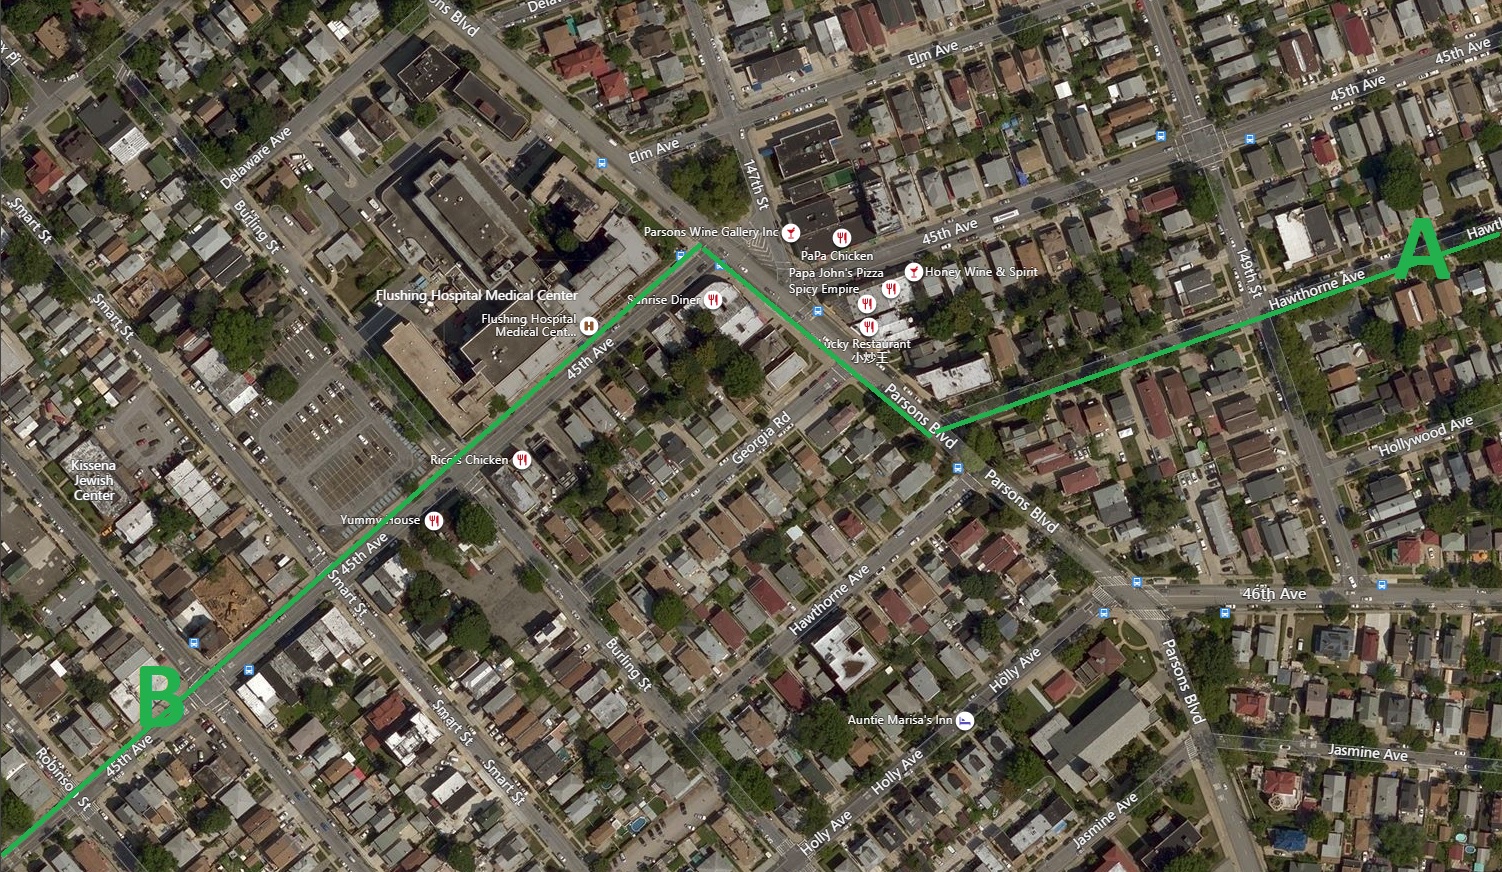 ons Blvd
Dela
x Pl
Elm Ave
45th Ave
45th Ave
Elm Ave
Delaware Ave
147th St
Smart St
Burling St
Parsons Wine Gallery Inc
45th Ave
A
Hawt
PaPa Chicken
Papa John's Pizza
Honey Wine & Spirit
Spicy Empire
149th St
Hawthorne Ave
Flushing Hospital Medical Center
Sunrise Diner
Smart St
Flushing Hospital
Medical Cent...
45th Ave
Lucky Restaurant
小炒王
Parsons Blvd
Georgia Rd
Hollywood Ave
Rico's Chicken
Kissena
Jewish
Center
Parsons Blvd
Yummy House
45th Ave
Smart St
Hawthorne Ave
46th Ave
Burling St
Holly Ave
Parsons Blvd
B
Smart St
Auntie Marisa's Inn
45th Ave
Jasmine Ave
Robinson St
Smart St
Holly Ave
Holly Ave
Jasmine Ave